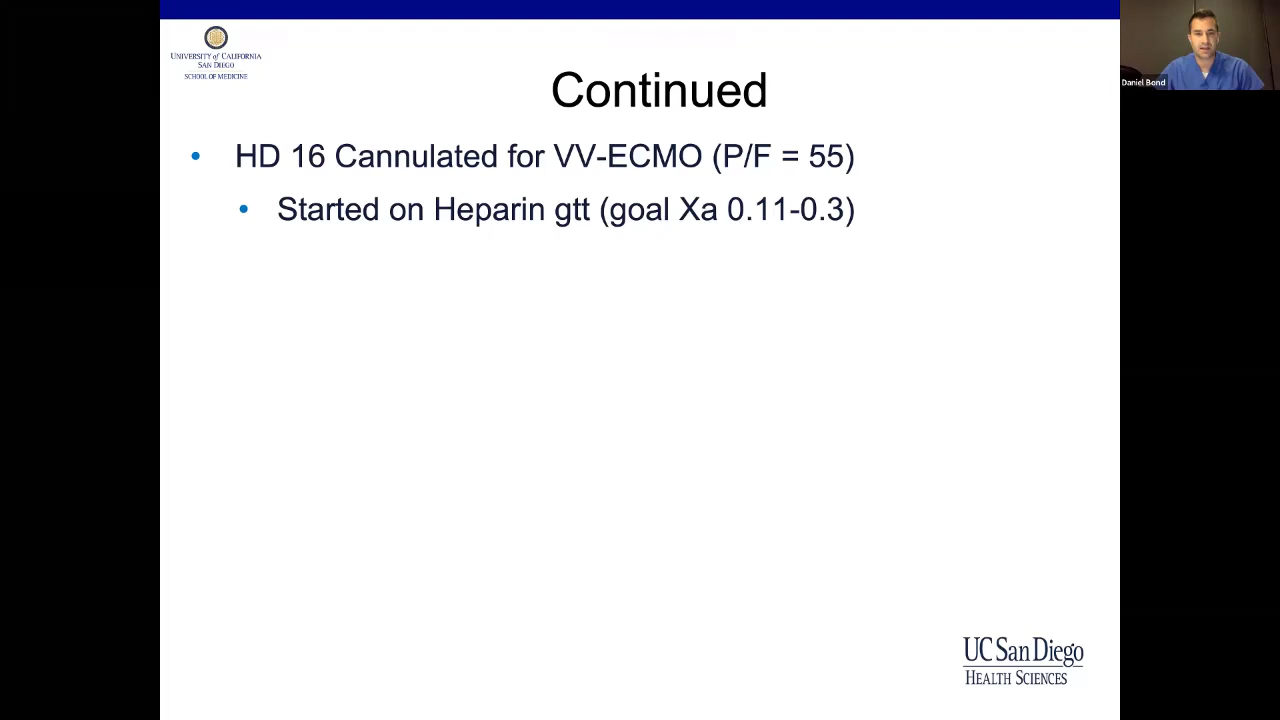 UNIVERSITY of CALIFORNIA
SAN DIEGO
SCHOOL OF MEDICINE
Daniel Bond
Continued
• HD 16 Cannulated for VV-ECMO (P/F = 55)
• Started on Heparin gtt (goal Xa 0.11-0.3)
UC San Diego
HEALTH SCIENCES